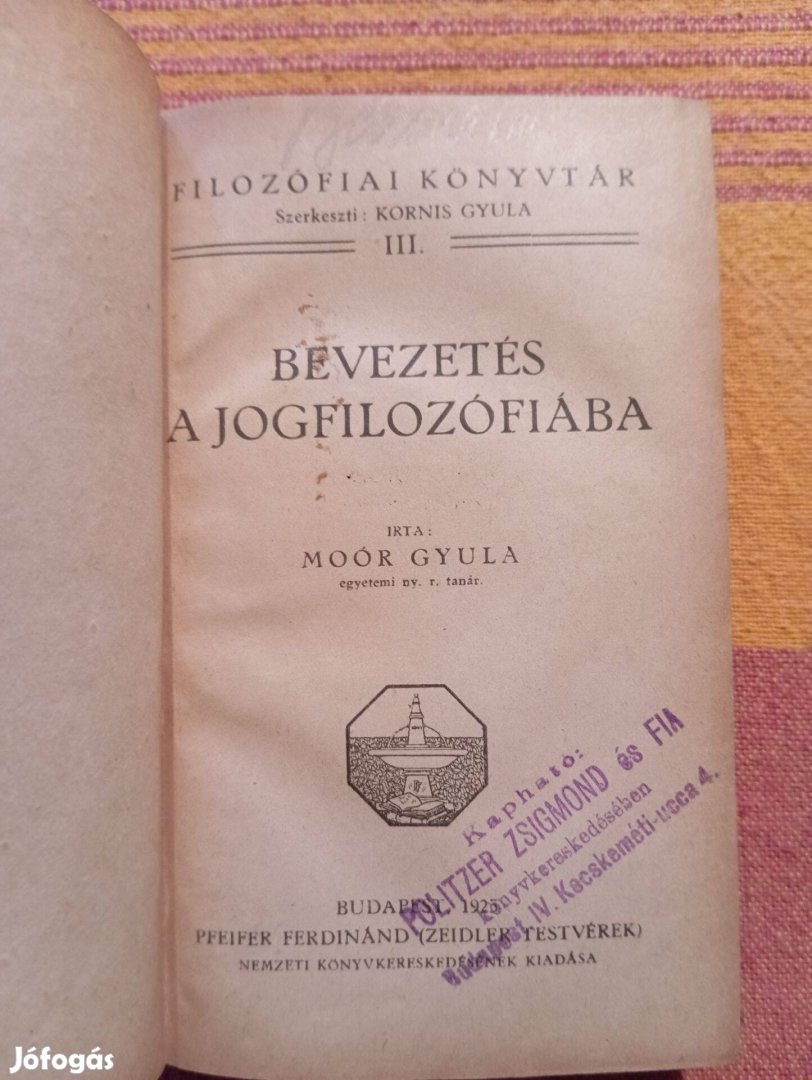 FILOZÓFIAI KÖNYVTÁR
Szerkeszti: KORNIS GYULA
III.
BEVEZETÉS
A JOGFILOZÓFIÁBA
IRTA:
MOÓR GYULA
egyetemi ny. r. tanár.
Kapható:
POLITZER ZSIGMOND és FIA
könyvkereskedésében
Budapest IV. Kecskeméti-ucca 4.
BUDAPEST, 1923
PFEIFER FERDINÁND (ZEIDLER TESTVÉREK)
NEMZETI KÖNYVKERESKEDÉSÉNEK KIADÁSA
Jófogás